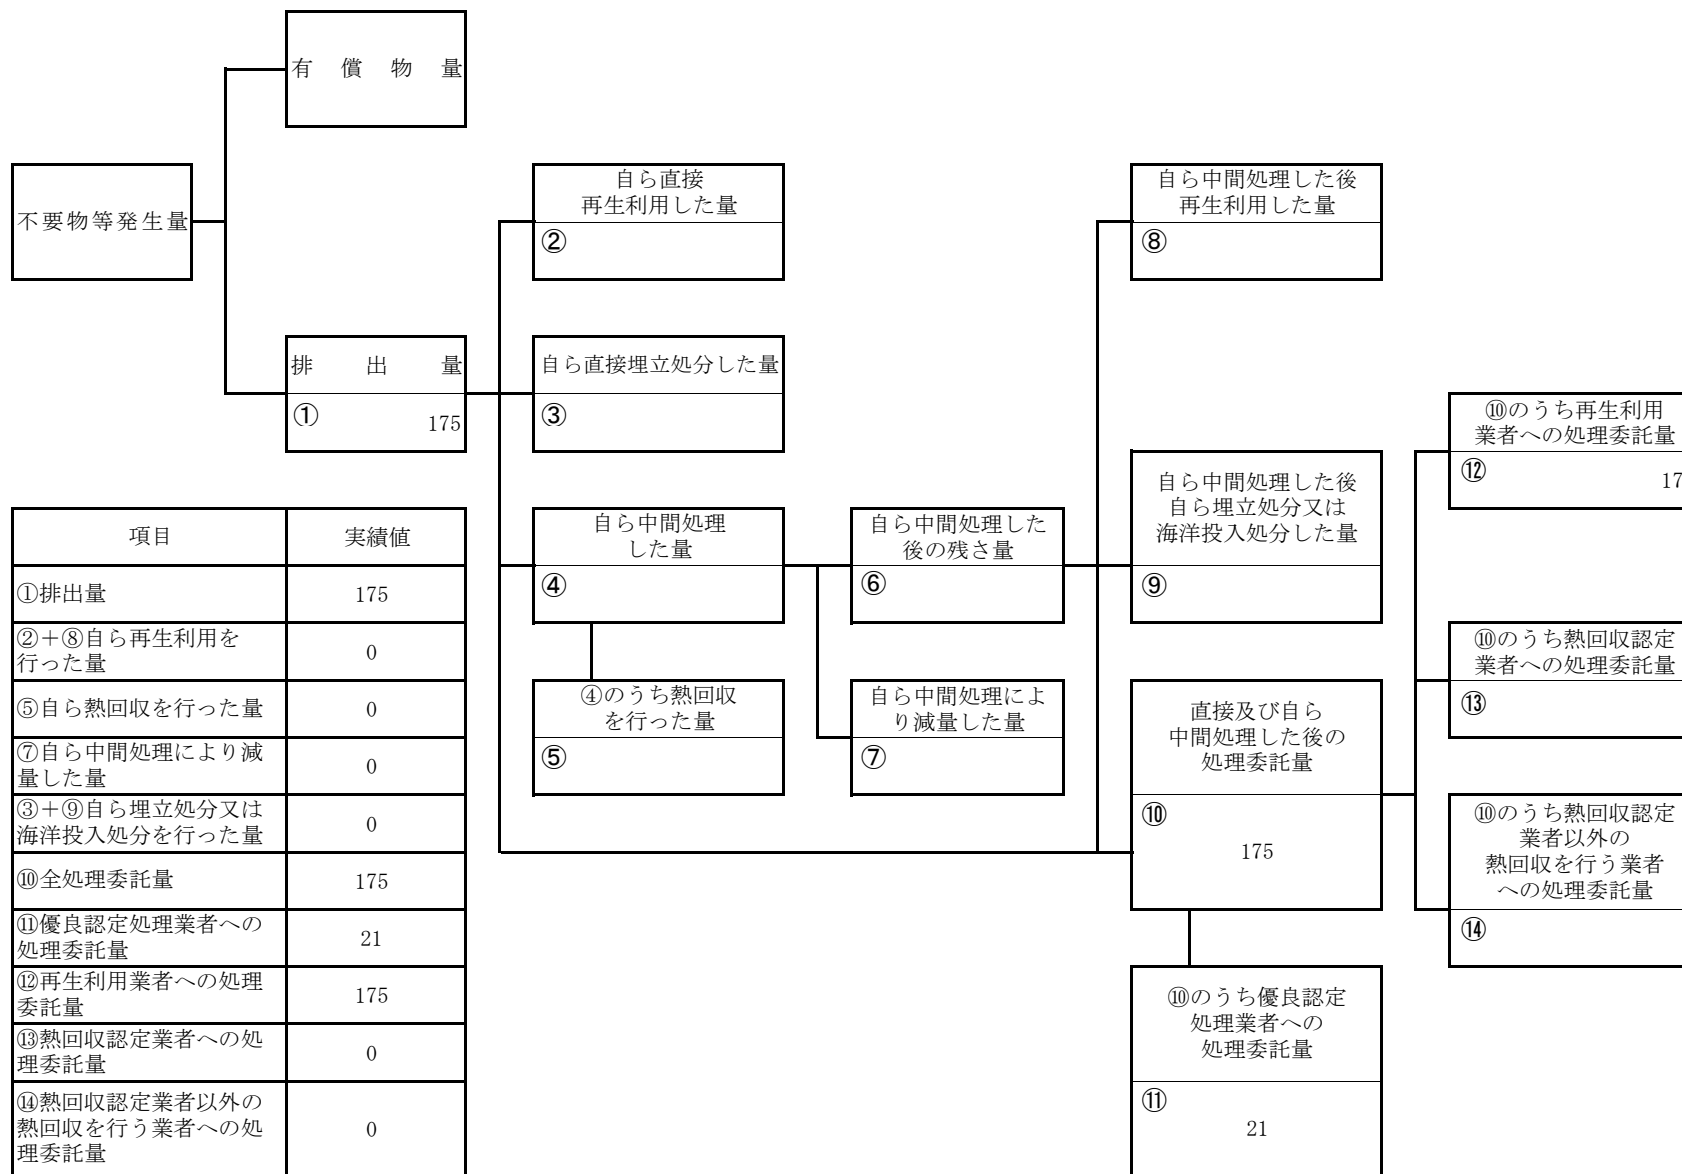 有償物量
不要物等発生量
排出量
①
175
自ら直接
再生利用した量
②
自ら直接埋立処分した量
③
自ら中間処理
した量
④
④のうち熱回収
を行った量
⑤
自ら中間処理した
後の残さ量
⑥
自ら中間処理によ
り減量した量
⑦
自ら中間処理した後
再生利用した量
⑧
自ら中間処理した後
自ら埋立処分又は
海洋投入処分した量
⑨
直接及び自ら
中間処理した後の
処理委託量
⑩
175
⑩のうち優良認定
処理業者への
処理委託量
⑪
21
⑩のうち再生利用
業者への処理委託量
⑫
17
⑩のうち熱回収認定
業者への処理委託量
⑬
⑩のうち熱回収認定
業者以外の
熱回収を行う業者
への処理委託量
⑭
項目 実績値
①排出量 175
②＋⑧自ら再生利用を
行った量
0
⑤自ら熱回収を行った量 0
⑦自ら中間処理により減
量した量
0
③＋⑨自ら埋立処分又は
海洋投入処分を行った量
0
⑩全処理委託量 175
⑪優良認定処理業者への
処理委託量
21
⑫再生利用業者への処理
委託量
175
⑬熱回収認定業者への処
理委託量
0
⑭熱回収認定業者以外の
熱回収を行う業者への処
理委託量
0